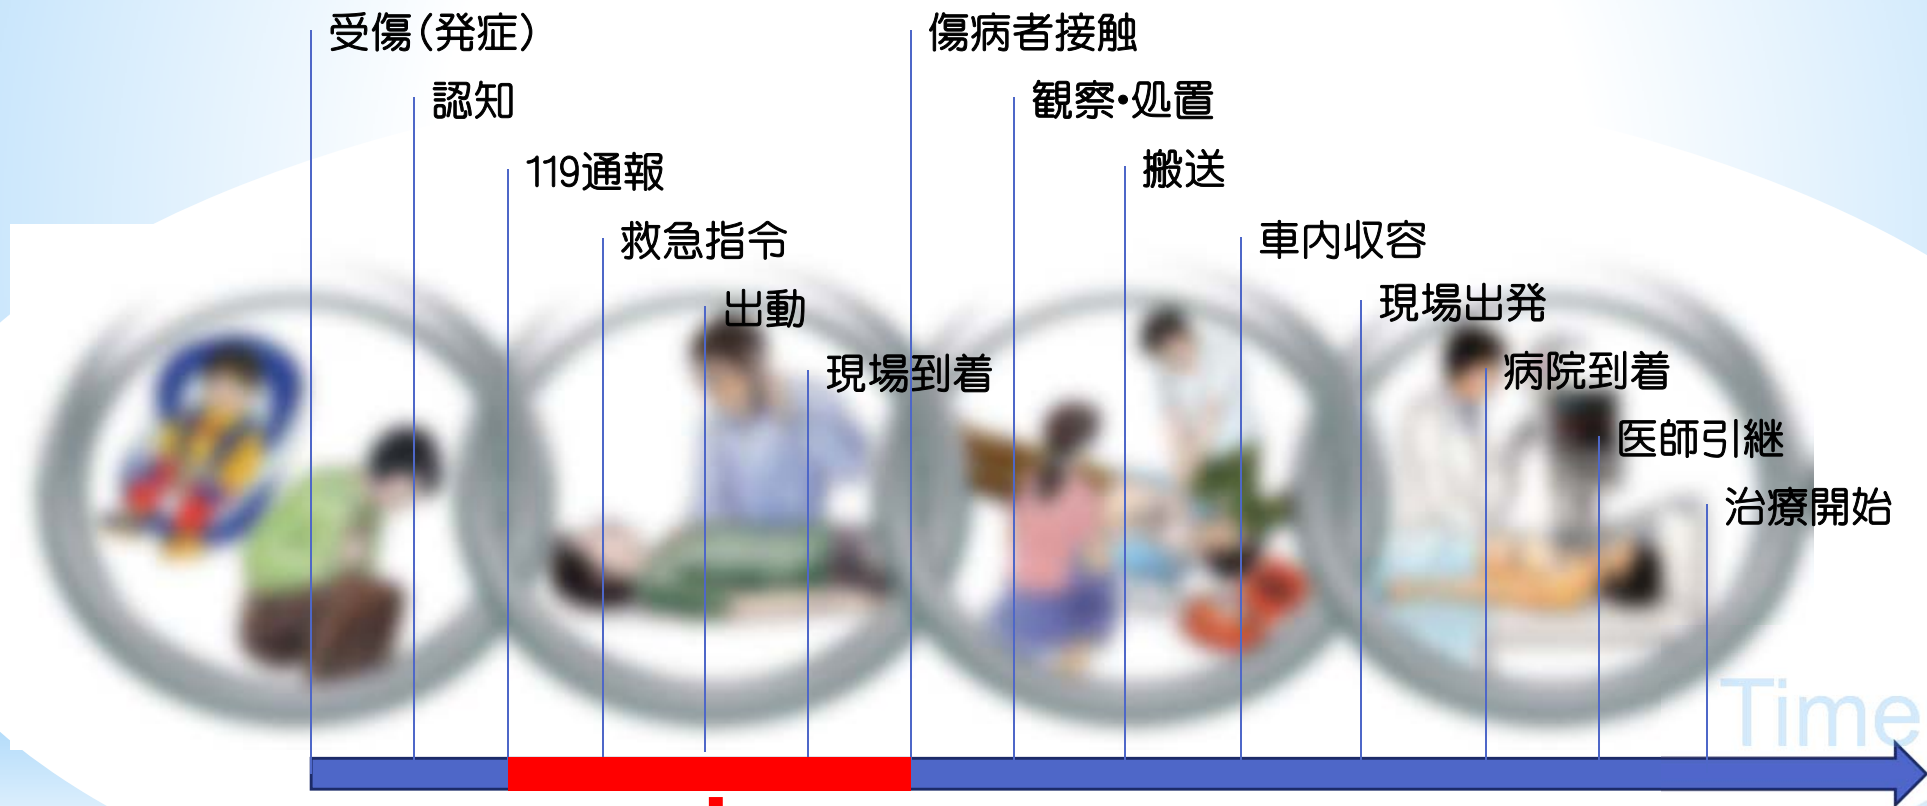 受傷（発症）
認知
119通報
救急指令
出動
現場到着
傷病者接触
観察・処置
搬送
車内収容
現場出発
病院到着
医師引継
治療開始
Time